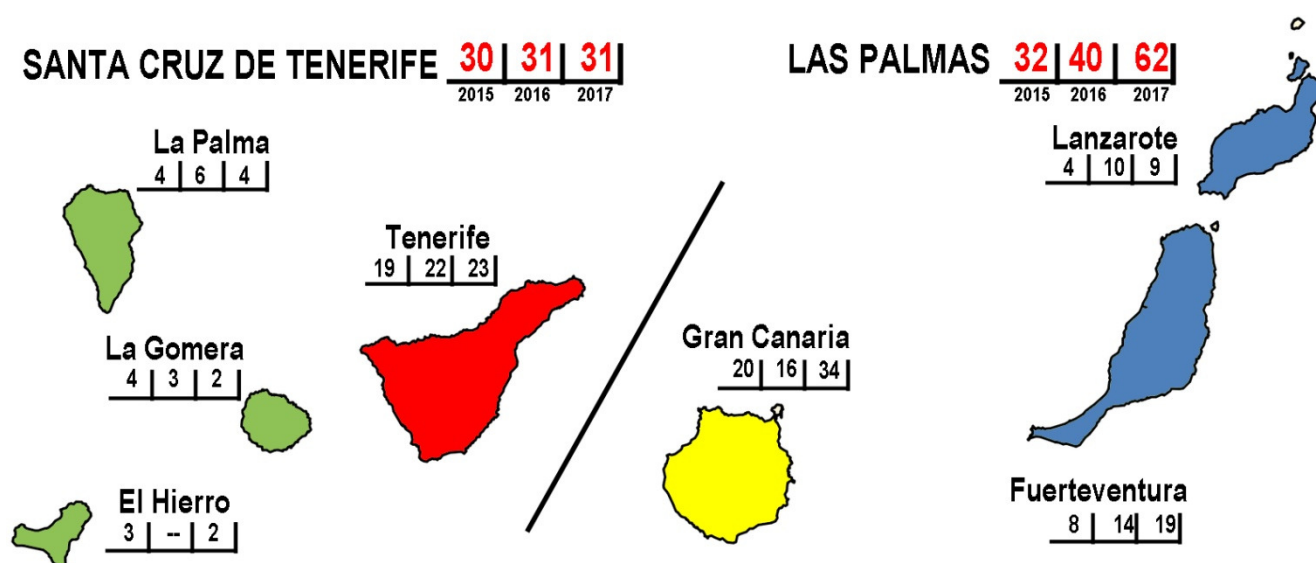 SANTA CRUZ DE TENERIFE 30 31 31
2015 2016 2017
LAS PALMAS 32 40 62
2015 2016 2017
La Palma
4 6 4
Lanzarote
4 10 9
Tenerife
19 22 23
La Gomera
4 3 2
Gran Canaria
20 16 34
El Hierro
3 -- 2
Fuerteventura
8 14 19